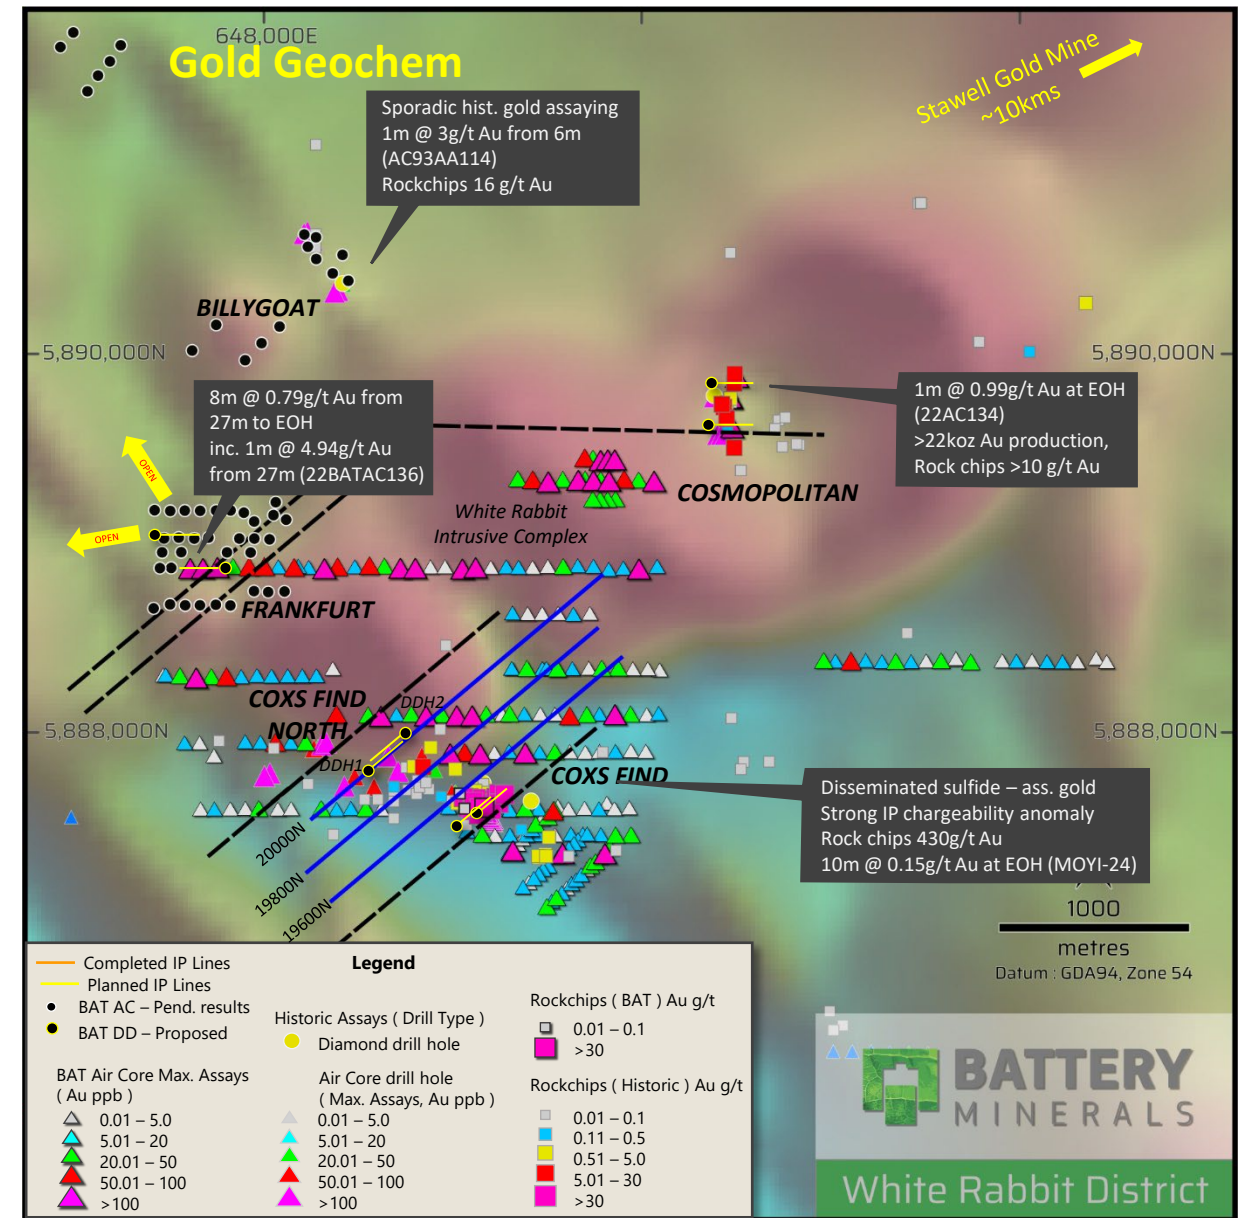 648,000E
Gold Geochem
Stawell Gold Mine
~10kms
Sporadic hist. gold assaying
1m @ 3g/t Au from 6m
(AC93AA114)
Rockchips 16 g/t Au
BILLYGOAT
5,890,000N
5,890,000N
8m @ 0.79g/t Au from
27m to EOH
inc. 1m @ 4.94g/t Au
from 27m (22BATAC136)
1m @ 0.99g/t Au at EOH
(22AC134)
>22koz Au production,
Rock chips >10 g/t Au
COSMOPOLITAN
OPEN
OPEN
White Rabbit
Intrusive Complex
FRANKFURT
COXS FIND
NORTH
DDH2
DDH1
5,888,000N
5,888,000N
COXS FIND
Disseminated sulfide – ass. gold
Strong IP chargeability anomaly
Rock chips 430g/t Au
10m @ 0.15g/t Au at EOH (MOYI-24)
20000N
19800N
19600N
1000
metres
Datum : GDA94, Zone 54
Legend
Completed IP Lines
Planned IP Lines
BAT AC – Pend. results
BAT DD – Proposed
BAT Air Core Max. Assays
( Au ppb )
0.01 – 5.0
5.01 – 20
20.01 – 50
50.01 – 100
>100
Historic Assays ( Drill Type )
Diamond drill hole
Air Core drill hole
( Max. Assays, Au ppb )
0.01 – 5.0
5.01 – 20
20.01 – 50
50.01 – 100
>100
Rockchips ( BAT ) Au g/t
0.01 – 0.1
>30
Rockchips ( Historic ) Au g/t
0.01 – 0.1
0.11 – 0.5
0.51 – 5.0
5.01 – 30
>30
BATTERY
MINERALS
White Rabbit District